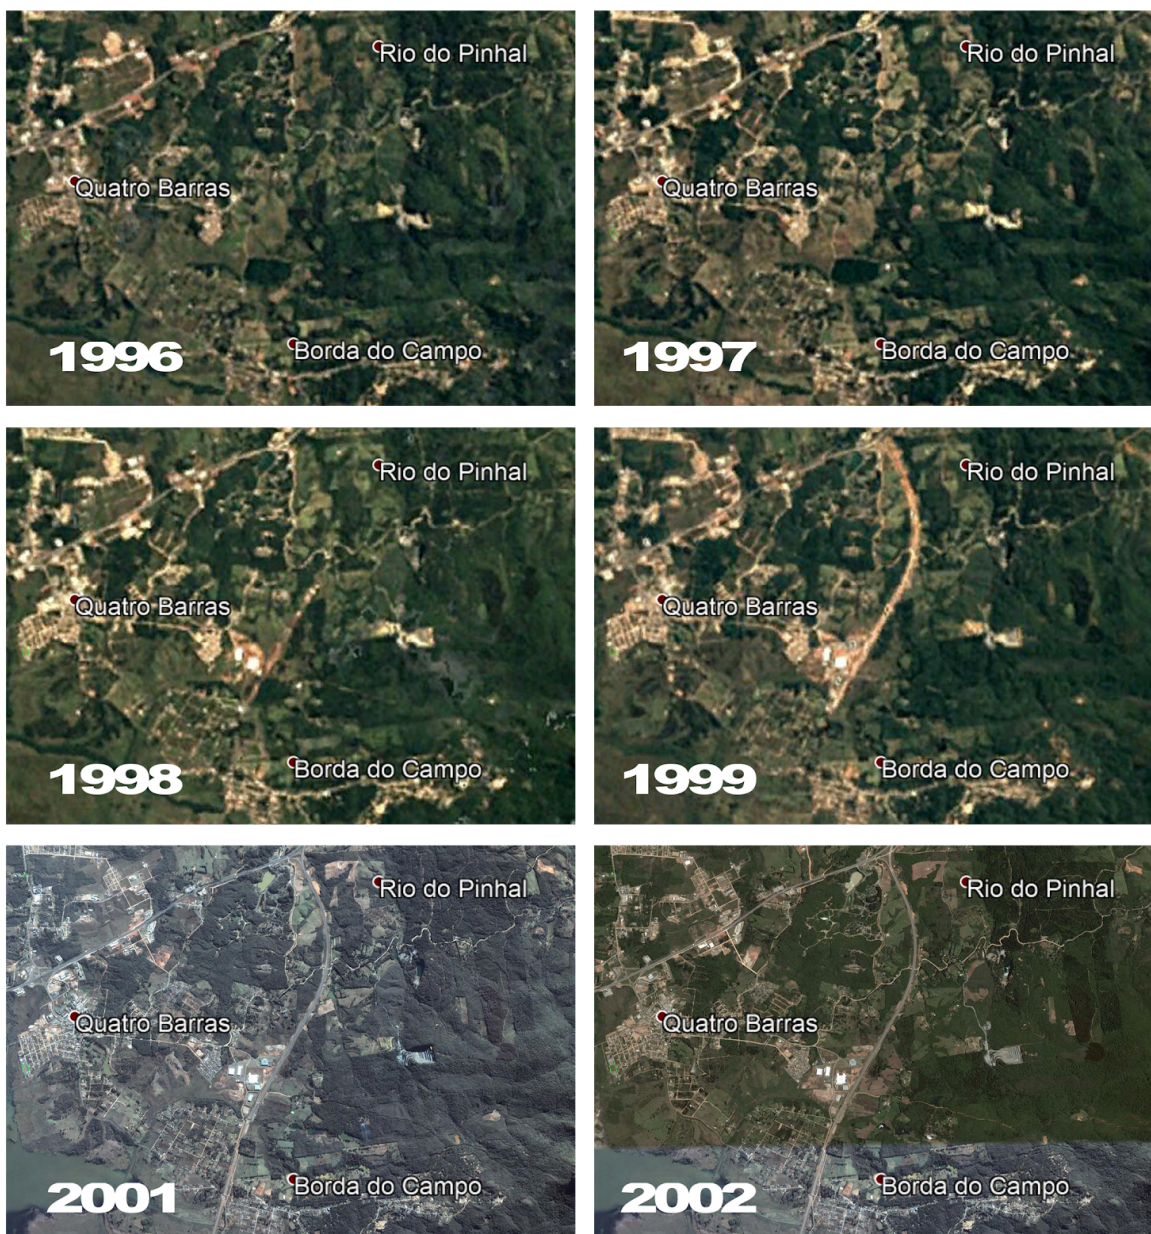 Rio do Pinhal
Quatro Barras
Borda do Campo
1996
Rio do Pinhal
Quatro Barras
Borda do Campo
1997
Rio do Pinhal
Quatro Barras
Borda do Campo
1998
Rio do Pinhal
Quatro Barras
Borda do Campo
1999
Rio do Pinhal
Quatro Barras
Borda do Campo
2001
Rio do Pinhal
Quatro Barras
Borda do Campo
2002